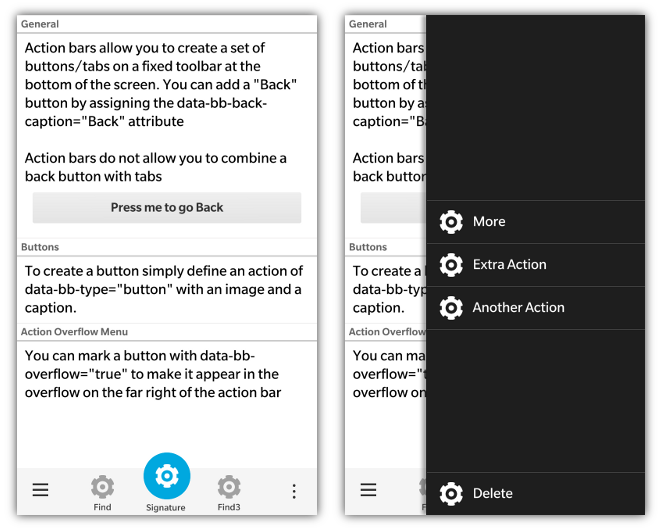 General
Action bars allow you to create a set of
buttons/tabs on a fixed toolbar at the
bottom of the screen. You can add a "Back"
button by assigning the data-bb-back-
caption="Back" attribute
Action bars do not allow you to combine a
back button with tabs
Press me to go Back
Buttons
To create a button simply define an action of
data-bb-type="button" with an image and a
caption.
Action Overflow Menu
You can mark a button with data-bb-
overflow="true" to make it appear in the
overflow on the far right of the action bar
Find
Signature
Find3
General
Action bars
buttons/ta
bottom of th
button by a
caption="Ba
Action bars
back button
Buttons
To create a
data-bb-typ
caption.
Action Overflow
You can ma
overflow="t
overflow on
More
Extra Action
Another Action
Delete